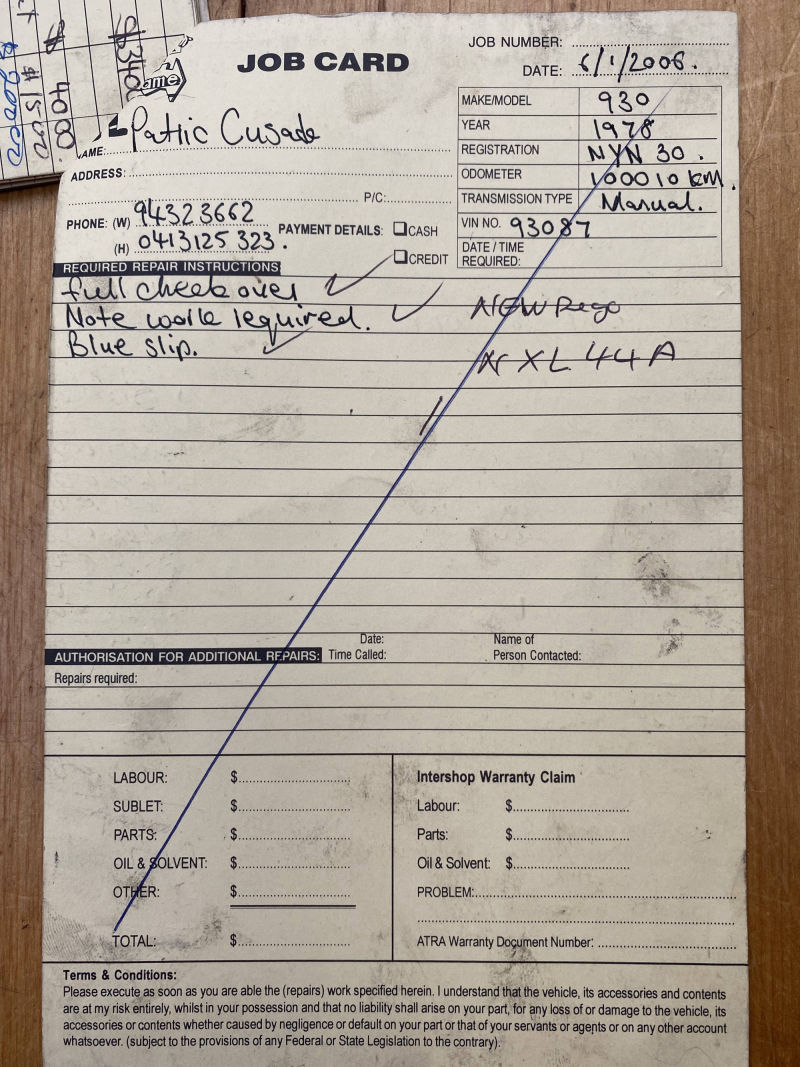 $340
$
400.
$1500
ame
JOB CARD
JOB NUMBER:
DATE: 6/1/2006.
NAME: Patric Cusada
ADDRESS:
P/C:
PHONE: (W) 94323662
(H) 0413125 323.
PAYMENT DETAILS: CASH
CREDIT
MAKE/MODEL 930
YEAR 1978
REGISTRATION NYN 30.
ODOMETER 100010 km.
TRANSMISSION TYPE Manual.
VIN NO. 93087
DATE / TIME
REQUIRED:
REQUIRED REPAIR INSTRUCTIONS
full check over
Note work required.
Blue slip.
NEW Rego
NXL 44A
AUTHORISATION FOR ADDITIONAL REPAIRS:
Date:
Time Called:
Name of
Person Contacted:
Repairs required:
LABOUR: $
SUBLET: $
PARTS: $
OIL & SOLVENT: $
OTHER: $
TOTAL: $
Intershop Warranty Claim
Labour: $
Parts: $
Oil & Solvent: $
PROBLEM:
ATRA Warranty Document Number:
Terms & Conditions:
Please execute as soon as you are able the (repairs) work specified herein. I understand that the vehicle, its accessories and contents
are at my risk entirely, whilst in your possession and that no liability shall arise on your part, for any loss of or damage to the vehicle, its
accessories or contents whether caused by negligence or default on your part or that of your servants or agents or on any other account
whatsoever. (subject to the provisions of any Federal or State Legislation to the contrary).